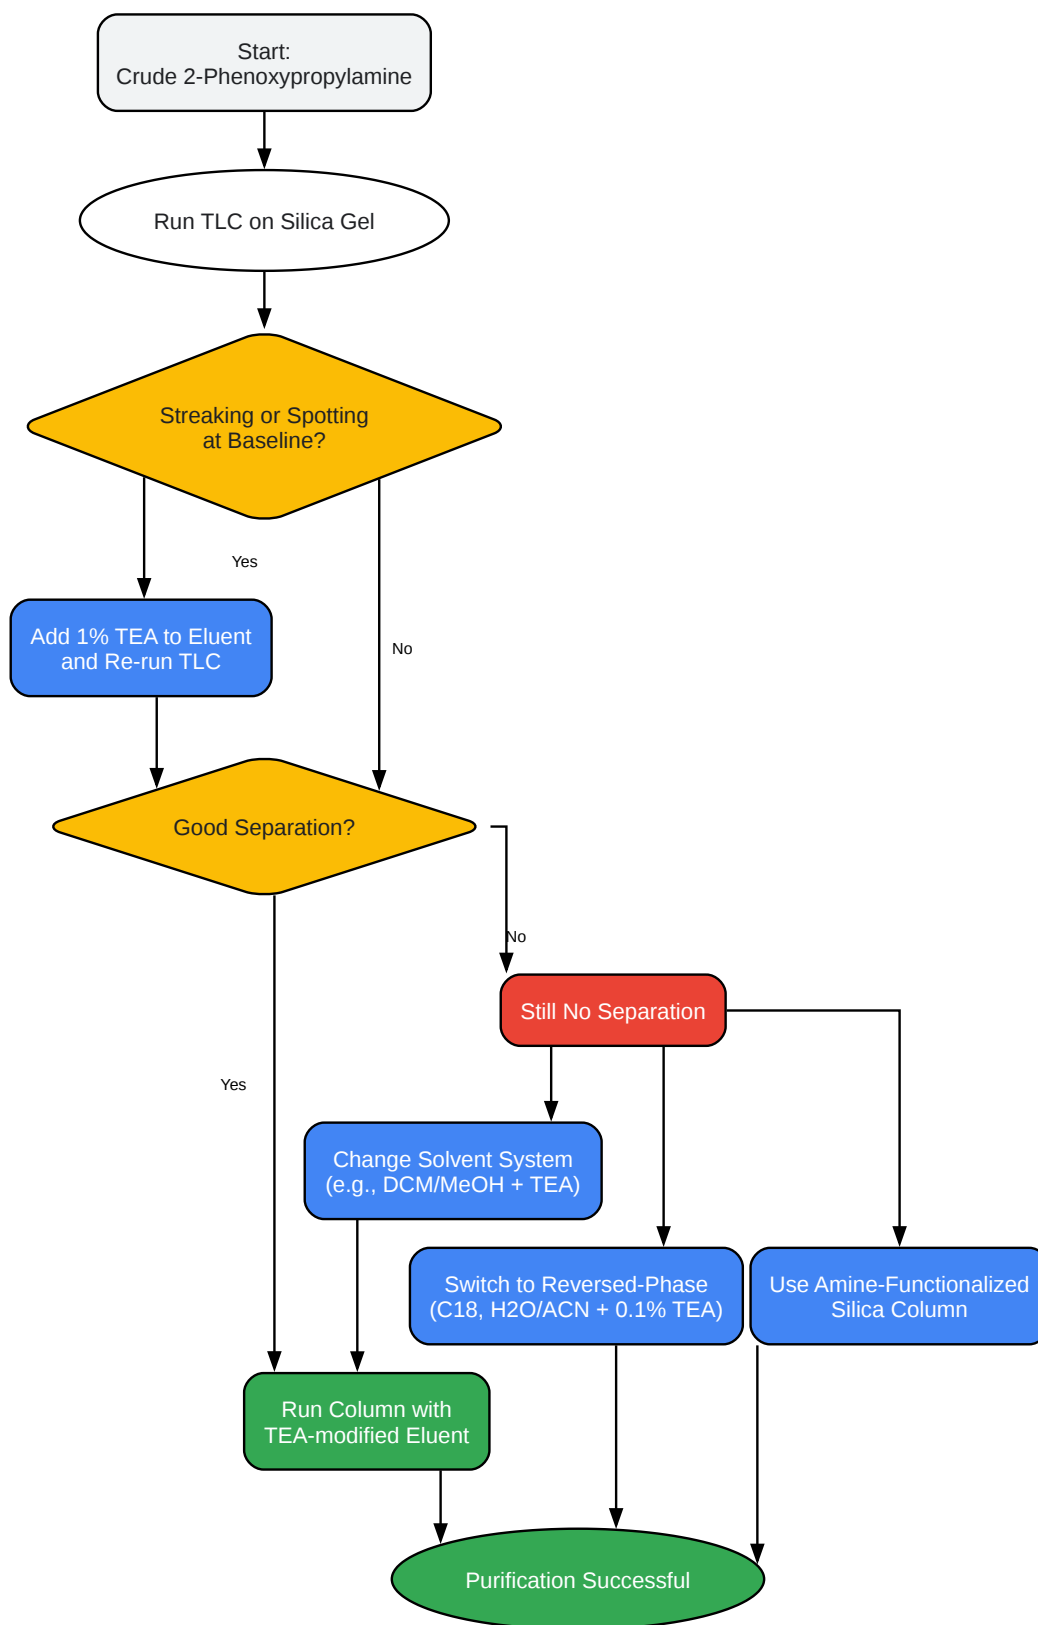 Start:
Crude 2-Phenoxypropylamine
Run TLC on Silica Gel
Streaking or Spotting
at Baseline?
Yes
Add 1% TEA to Eluent
and Re-run TLC
No
Good Separation?
No
Still No Separation
Yes
Change Solvent System
(e.g., DCM/MeOH + TEA)
Switch to Reversed-Phase
(C18, H2O/ACN + 0.1% TEA)
Use Amine-Functionalized
Silica Column
Run Column with
TEA-modified Eluent
Purification Successful